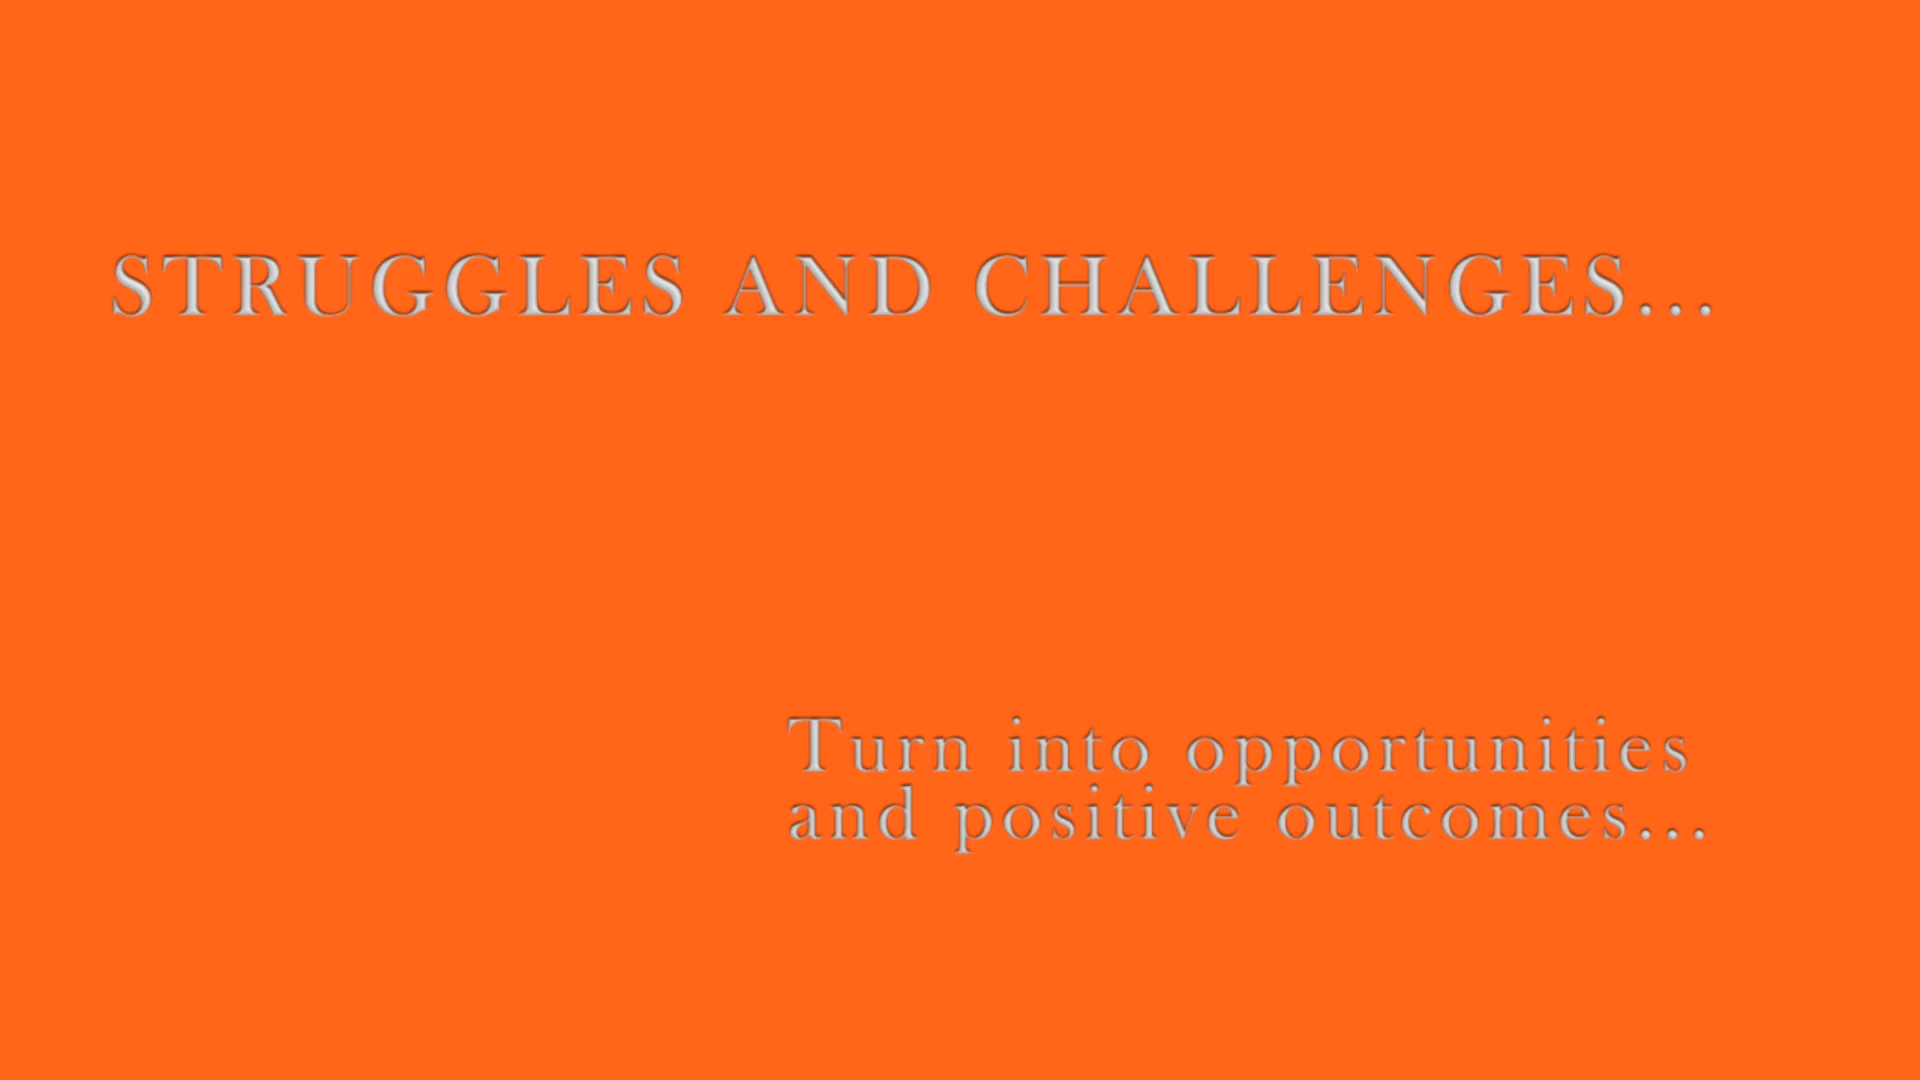 STRUGGLES AND CHALLENGES...
Turn into opportunities
and positive outcomes...